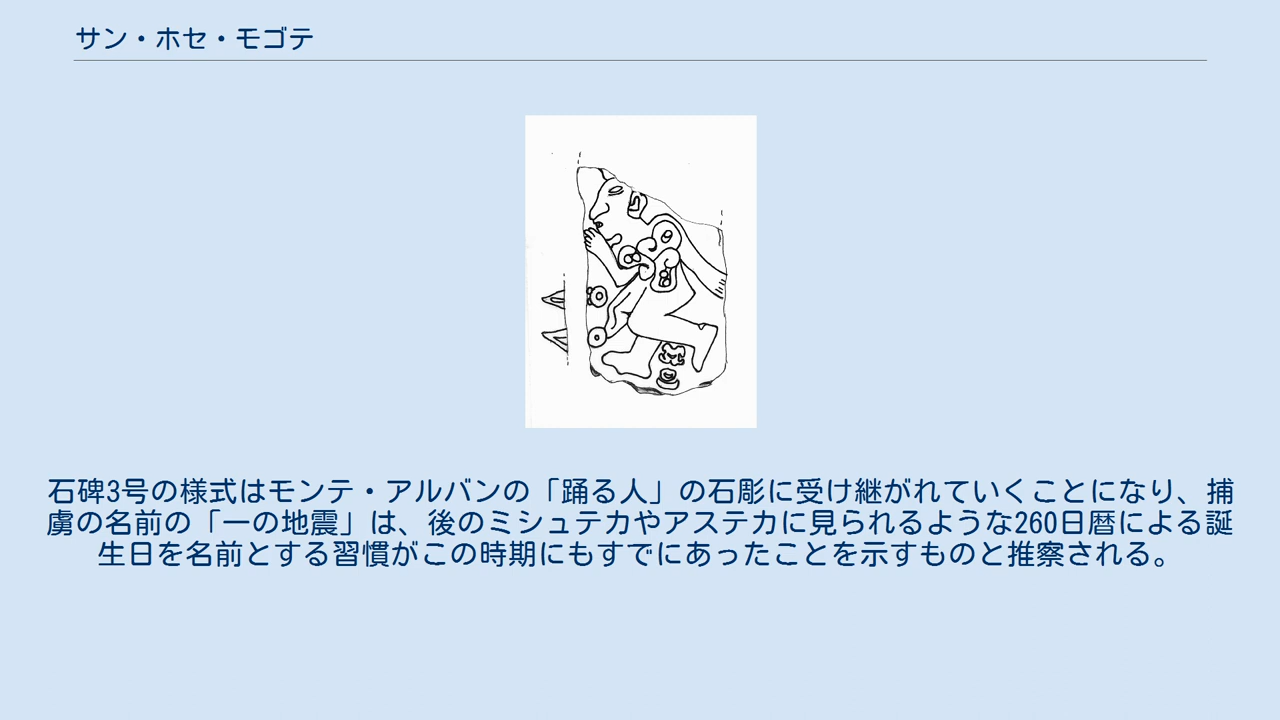 サン・ホセ・モゴテ
石碑3号の様式はモンテ・アルバンの「踊る人」の石彫に受け継がれていくことになり、捕
虜の名前の「一の地震」は、後のミシュテカやアステカに見られるような260日暦による誕
生日を名前とする習慣がこの時期にもすでにあったことを示すものと推察される。